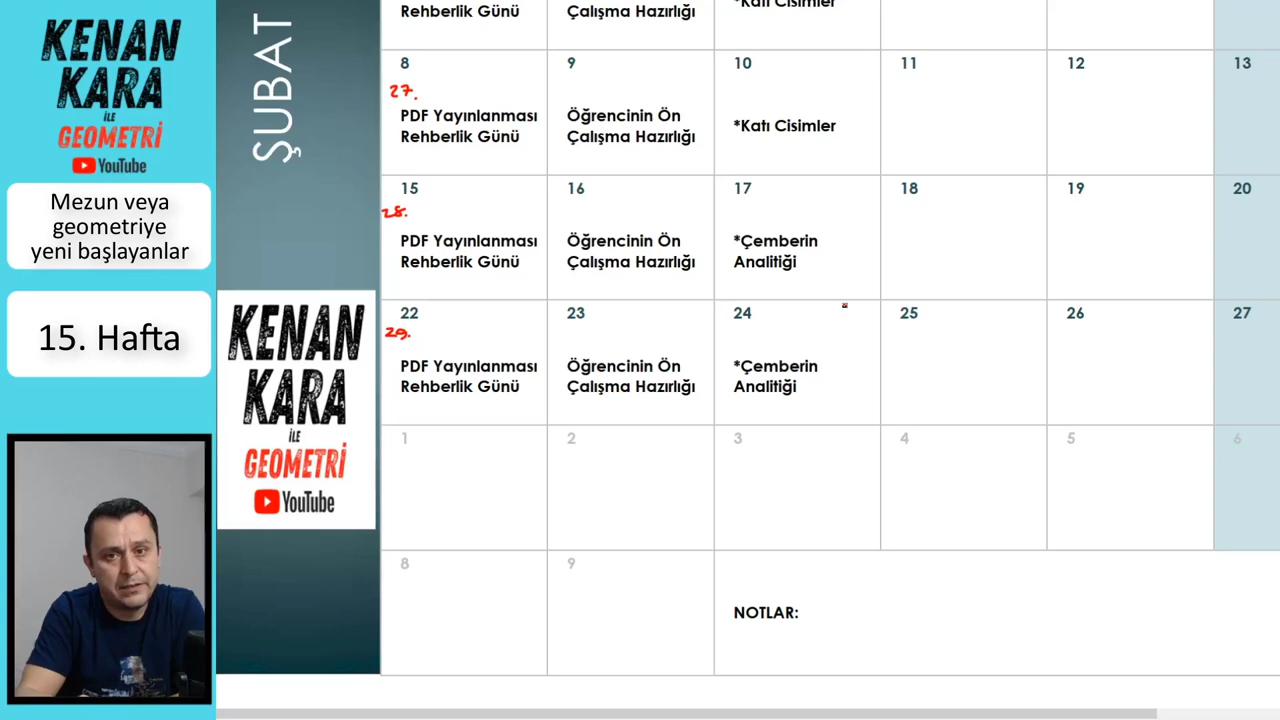 KENAN
KARA
İLE
GEOMETRİ
YouTube
Mezun veya
geometriye
yeni başlayanlar
15. Hafta
ŞUBAT
KENAN
KARA
İLE
GEOMETRİ
YouTube
Rehberlik Günü
Çalışma Hazırlığı
*Katı Cisimler
8 9 10 11 12 13
27.
PDF Yayınlanması
Rehberlik Günü
Öğrencinin Ön
Çalışma Hazırlığı
*Katı Cisimler
15 16 17 18 19 20
28.
PDF Yayınlanması
Rehberlik Günü
Öğrencinin Ön
Çalışma Hazırlığı
*Çemberin
Analitiği
22 23 24 25 26 27
29.
PDF Yayınlanması
Rehberlik Günü
Öğrencinin Ön
Çalışma Hazırlığı
*Çemberin
Analitiği
1 2 3 4 5 6
8 9
NOTLAR: